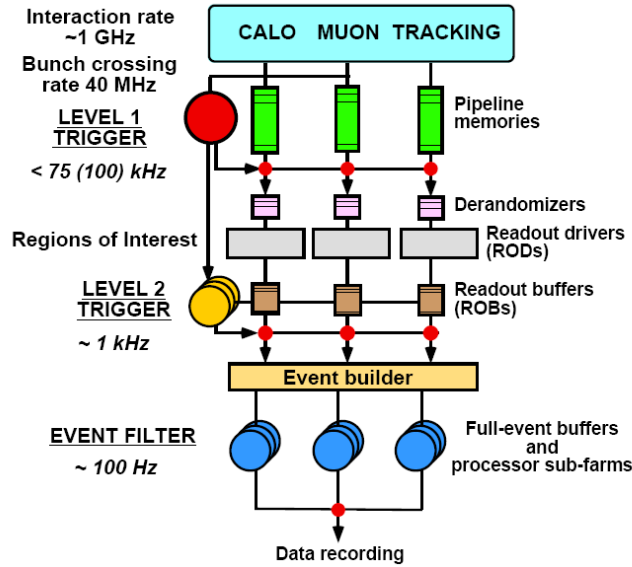 Interaction rate
~1 GHz
CALO MUON TRACKING
Bunch crossing
rate 40 MHz
Pipeline
memories
LEVEL 1
TRIGGER
< 75 (100) kHz
Derandomizers
Regions of Interest
Readout drivers
(RODs)
LEVEL 2
TRIGGER
Readout buffers
(ROBs)
~ 1 kHz
Event builder
EVENT FILTER
~ 100 Hz
Full-event buffers
and
processor sub-farms
Data recording